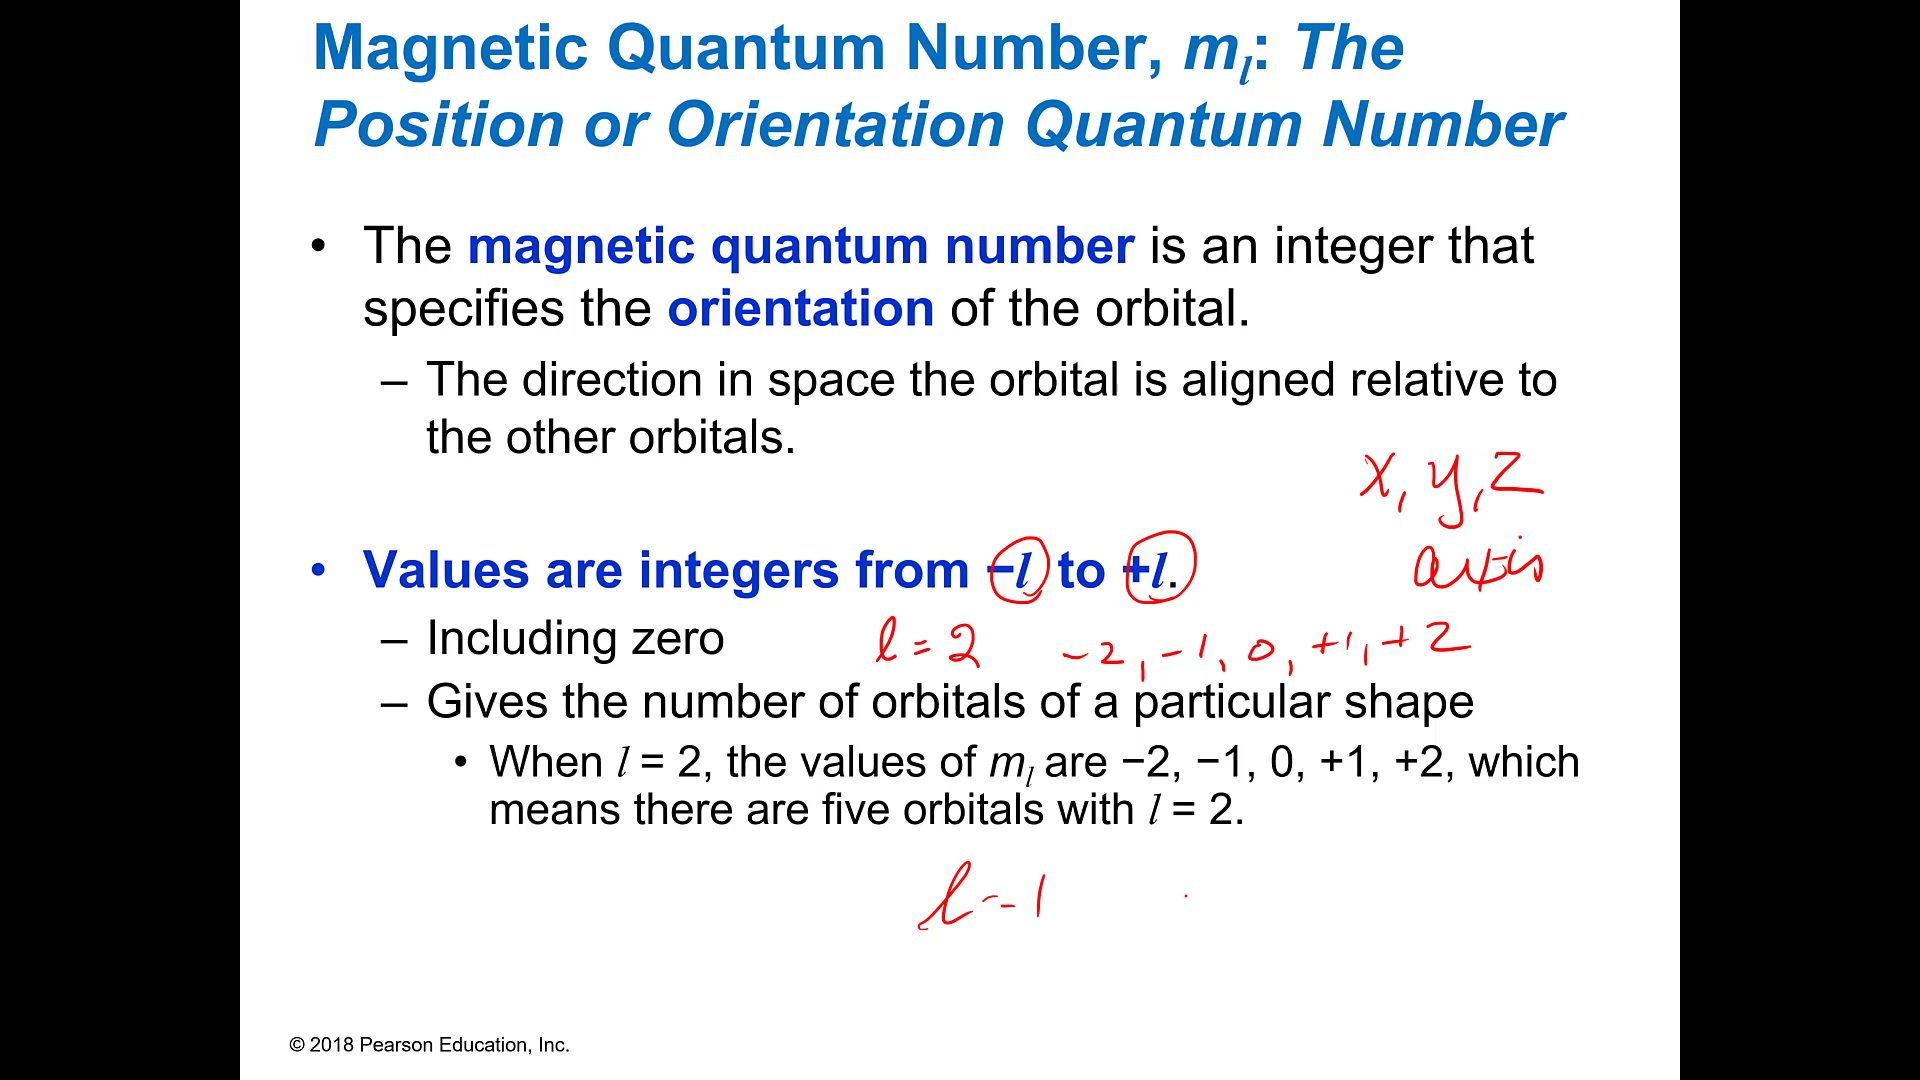 Magnetic Quantum Number, mₗ: The
Position or Orientation Quantum Number
• The magnetic quantum number is an integer that
specifies the orientation of the orbital.
– The direction in space the orbital is aligned relative to
the other orbitals.
x, y, z
axis
• Values are integers from −l to +l.
– Including zero
l = 2 -2, -1, 0, +1, +2
– Gives the number of orbitals of a particular shape
• When l = 2, the values of mₗ are −2, −1, 0, +1, +2, which
means there are five orbitals with l = 2.
l = 1
© 2018 Pearson Education, Inc.